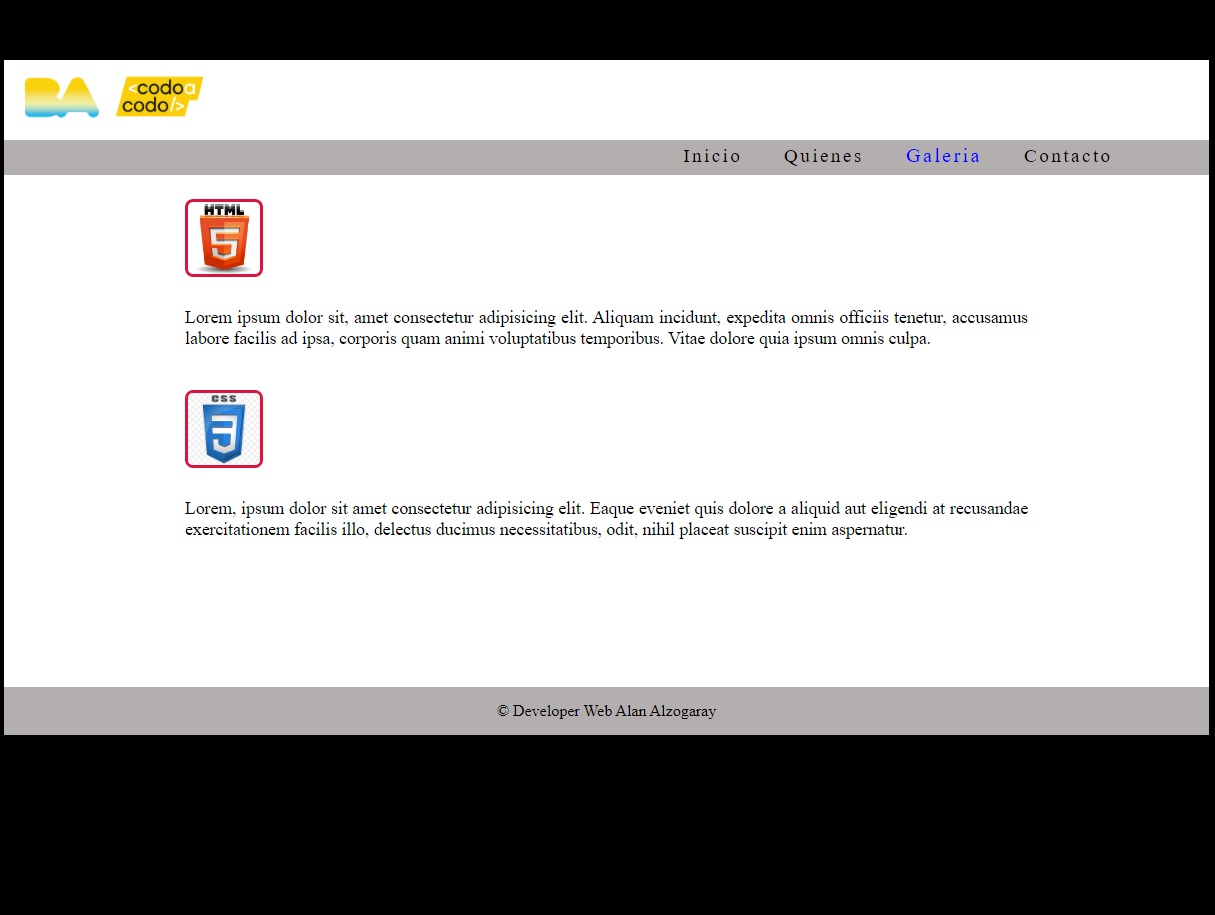 BA <codo a
codo/>
Inicio Quienes Galeria Contacto
HTML
5
Lorem ipsum dolor sit, amet consectetur adipisicing elit. Aliquam incidunt, expedita omnis officiis tenetur, accusamus
labore facilis ad ipsa, corporis quam animi voluptatibus temporibus. Vitae dolore quia ipsum omnis culpa.
CSS
3
Lorem, ipsum dolor sit amet consectetur adipisicing elit. Eaque eveniet quis dolore a aliquid aut eligendi at recusandae
exercitationem facilis illo, delectus ducimus necessitatibus, odit, nihil placeat suscipit enim aspernatur.
© Developer Web Alan Alzogaray